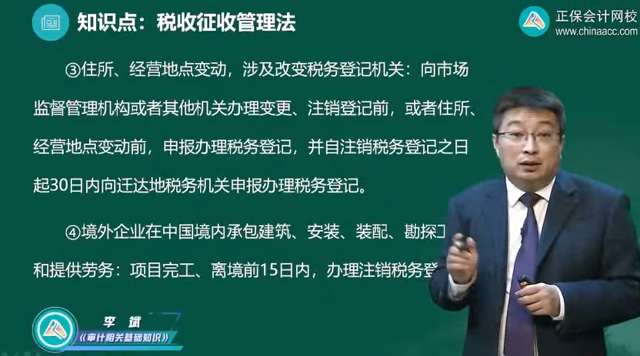 知识点：税收征收管理法
正保会计网校
www.chinaacc.com
③住所、经营地点变动，涉及改变税务登记机关：向市场
监督管理机构或者其他机关办理变更、注销登记前，或者住所、
经营地点变动前，申报办理税务登记，并自注销税务登记之日
起30日内向迁达地税务机关申报办理税务登记。
④境外企业在中国境内承包建筑、安装、装配、勘探工
和提供劳务：项目完工、离境前15日内，办理注销税务登
李 斌
《审计相关基础知识》